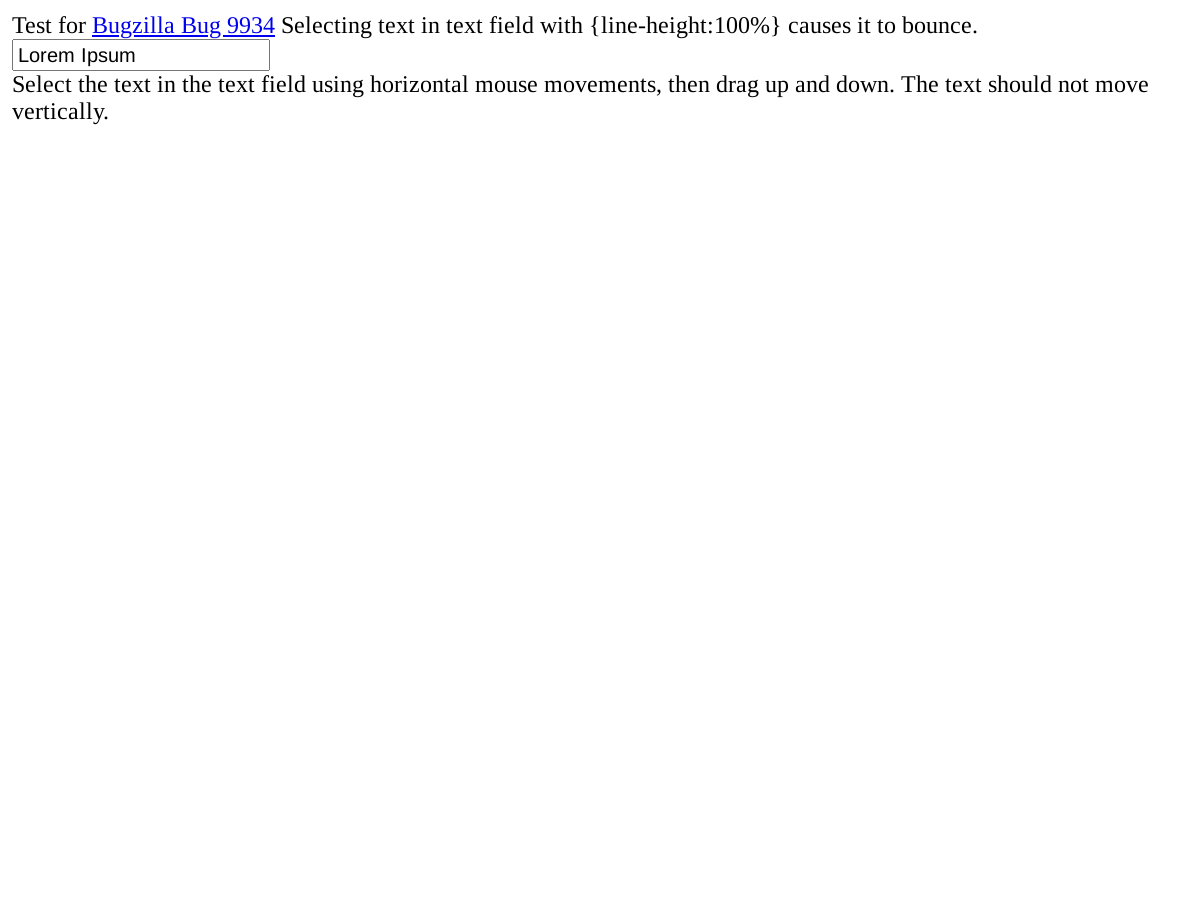 Test for Bugzilla Bug 9934 Selecting text in text field with {line-height:100%} causes it to bounce.
Lorem Ipsum
Select the text in the text field using horizontal mouse movements, then drag up and down. The text should not move
vertically.